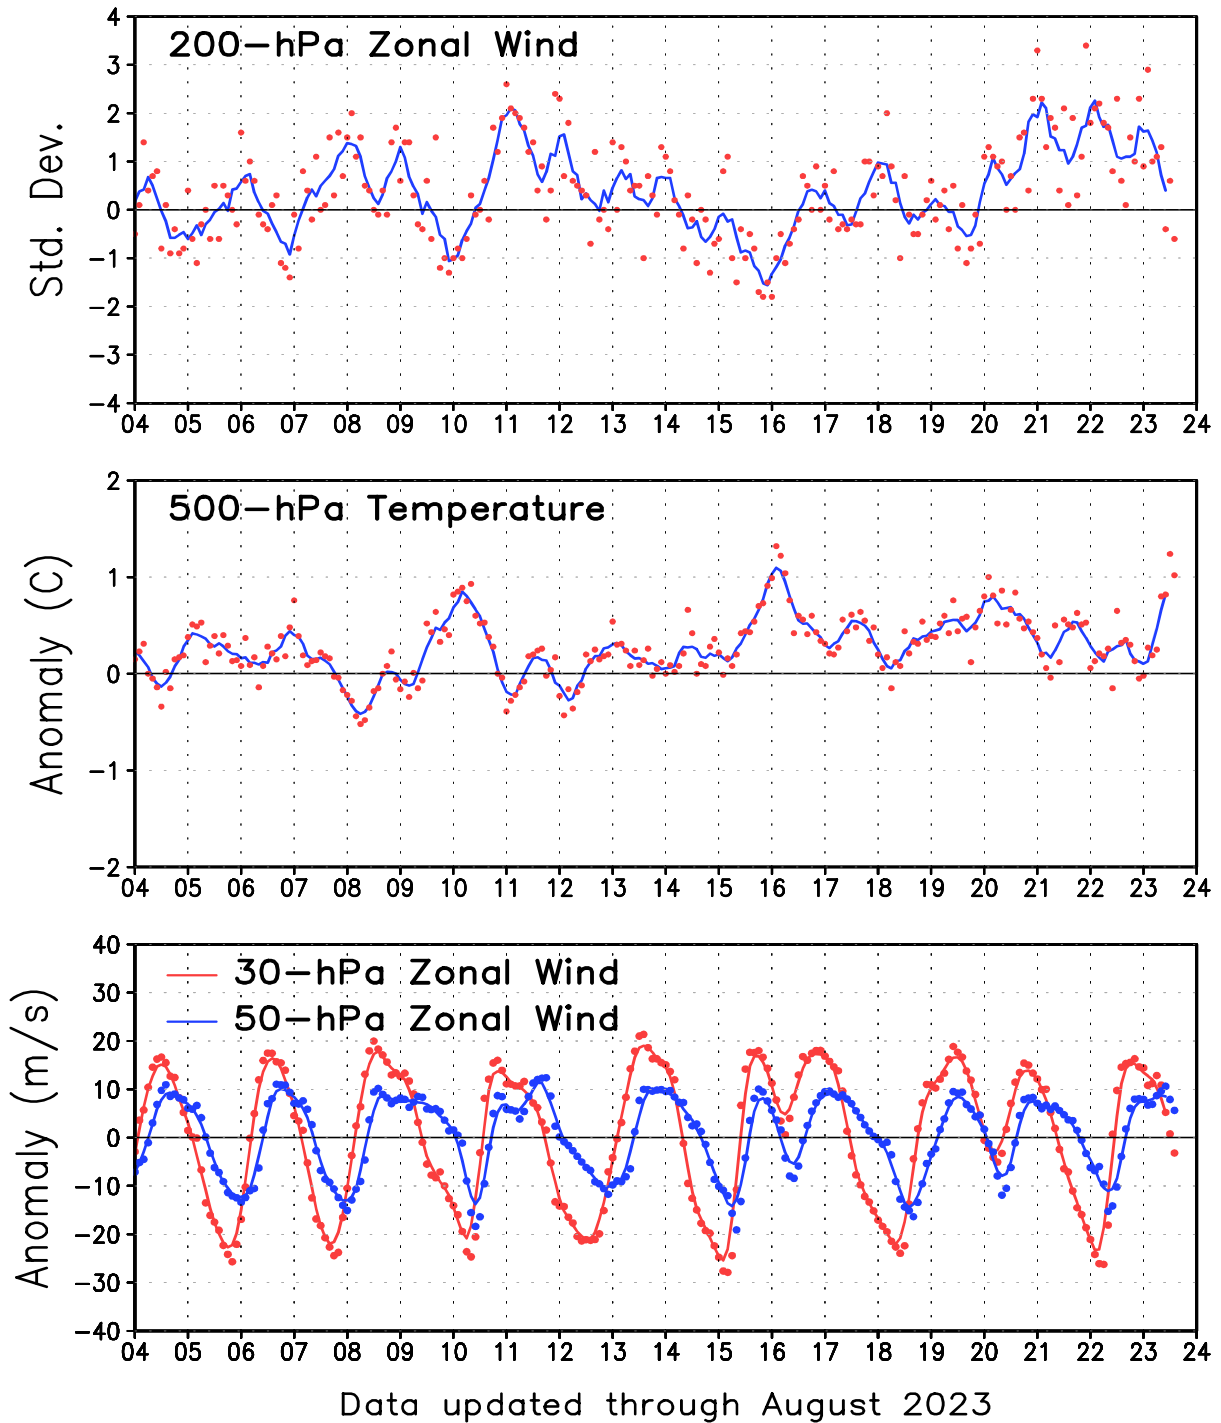 200-hPa Zonal Wind
Std. Dev.
4
3
2
1
0
-1
-2
-3
-4
04 05 06 07 08 09 10 11 12 13 14 15 16 17 18 19 20 21 22 23 24
500-hPa Temperature
Anomaly (C)
2
1
0
-1
-2
04 05 06 07 08 09 10 11 12 13 14 15 16 17 18 19 20 21 22 23 24
30-hPa Zonal Wind
50-hPa Zonal Wind
Anomaly (m/s)
40
30
20
10
0
-10
-20
-30
-40
04 05 06 07 08 09 10 11 12 13 14 15 16 17 18 19 20 21 22 23 24
Data updated through August 2023